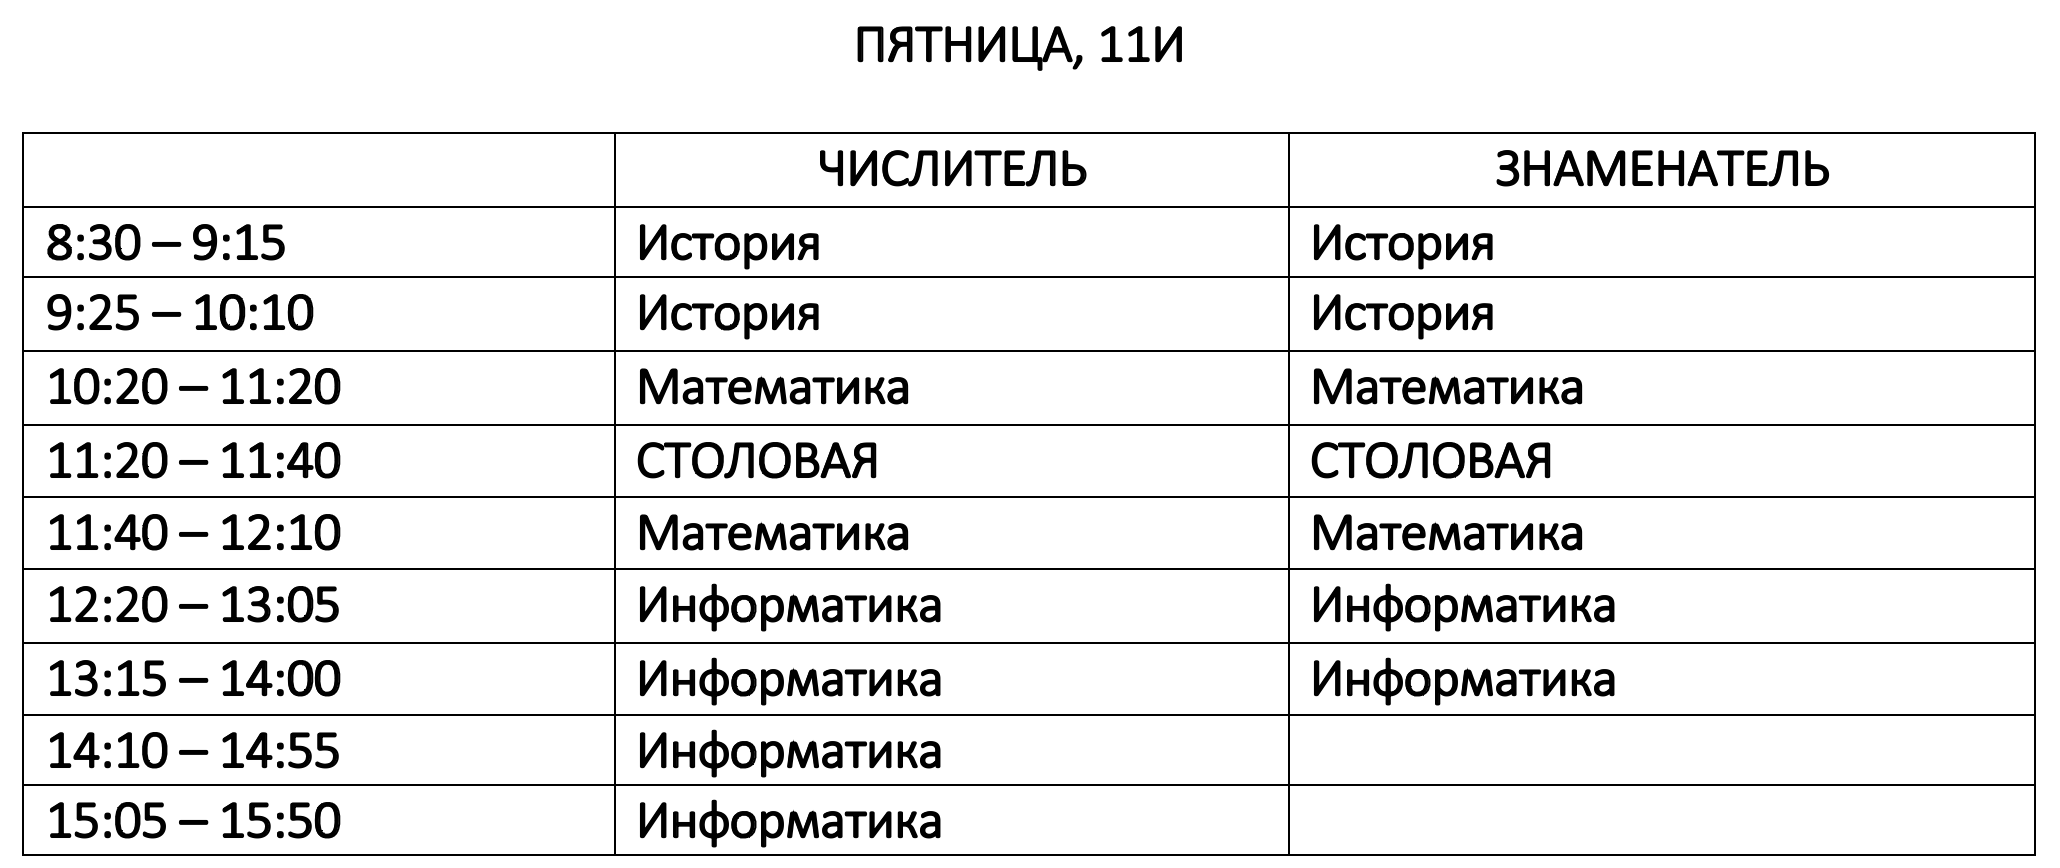 ПЯТНИЦА, 11И
ЧИСЛИТЕЛЬ ЗНАМЕНАТЕЛЬ
8:30 – 9:15 История История
9:25 – 10:10 История История
10:20 – 11:20 Математика Математика
11:20 – 11:40 СТОЛОВАЯ СТОЛОВАЯ
11:40 – 12:10 Математика Математика
12:20 – 13:05 Информатика Информатика
13:15 – 14:00 Информатика Информатика
14:10 – 14:55 Информатика
15:05 – 15:50 Информатика